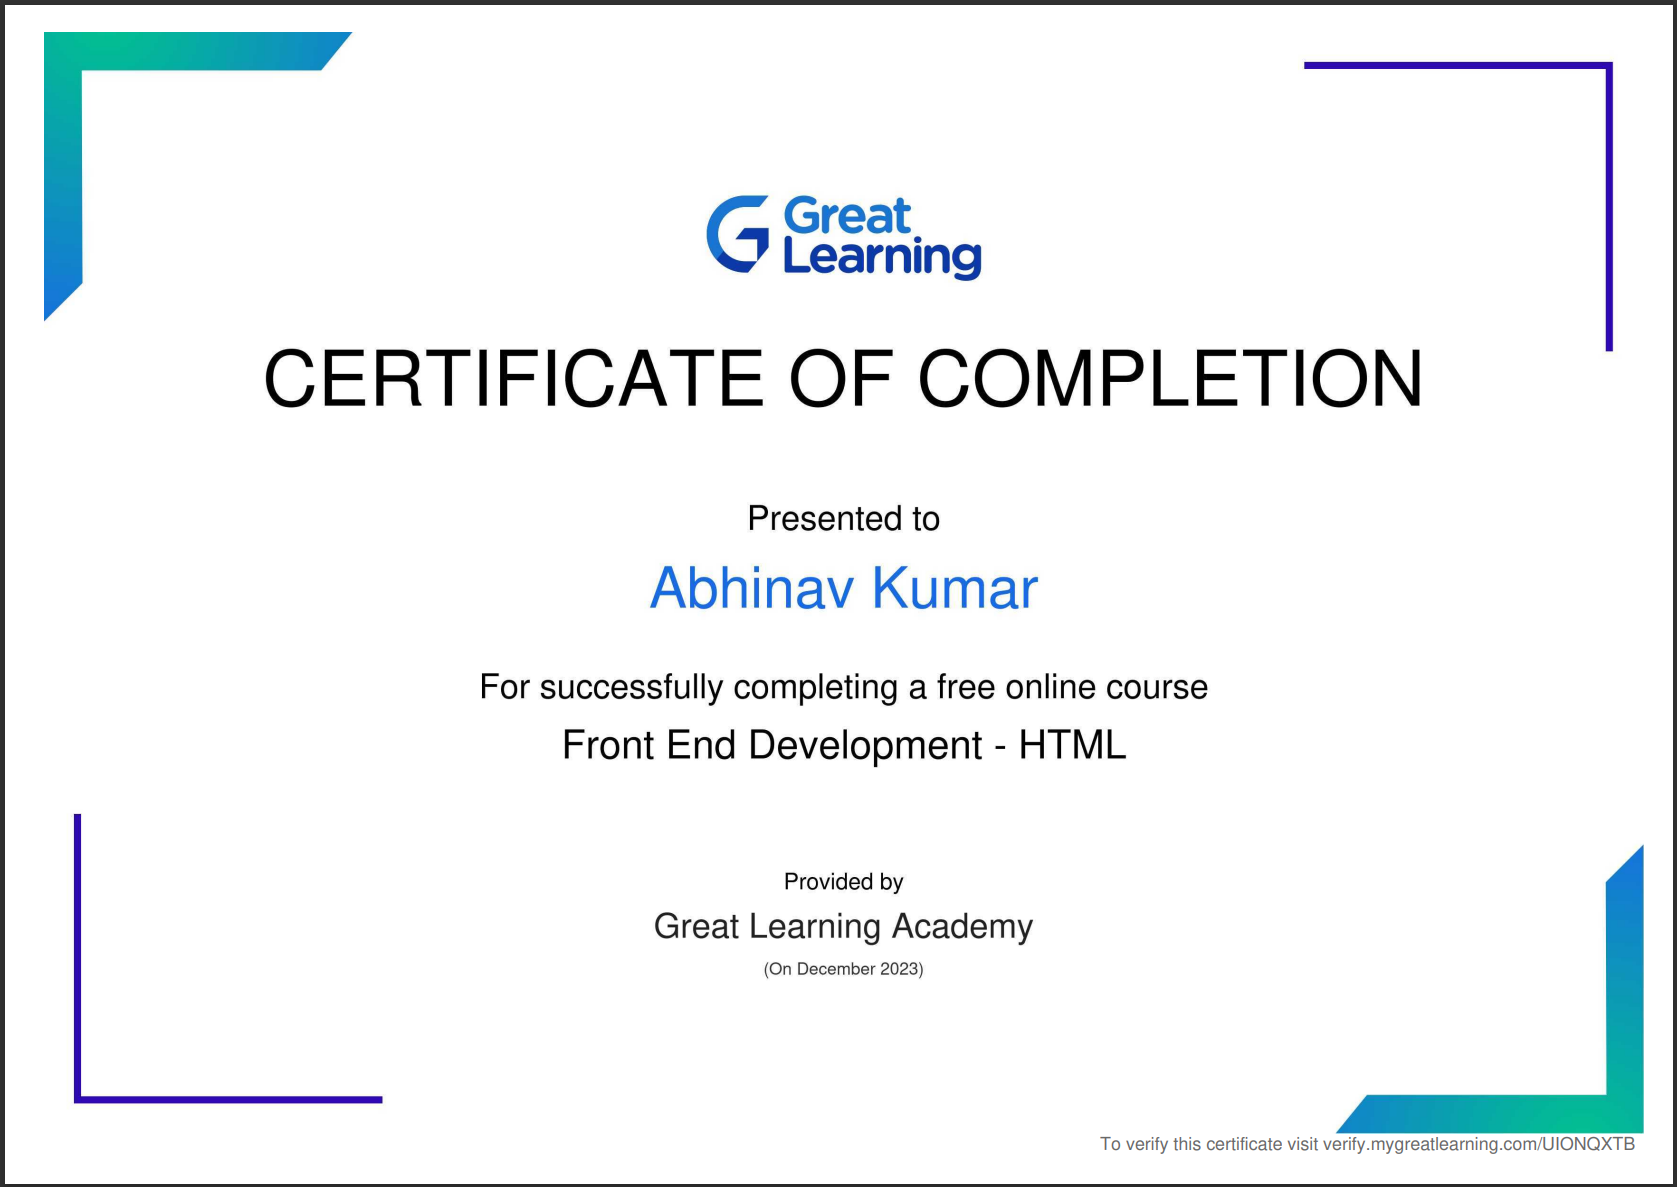 Great
Learning
CERTIFICATE OF COMPLETION
Presented to
Abhinav Kumar
For successfully completing a free online course
Front End Development - HTML
Provided by
Great Learning Academy
(On December 2023)
To verify this certificate visit verify.mygreatlearning.com/UIONQXTB